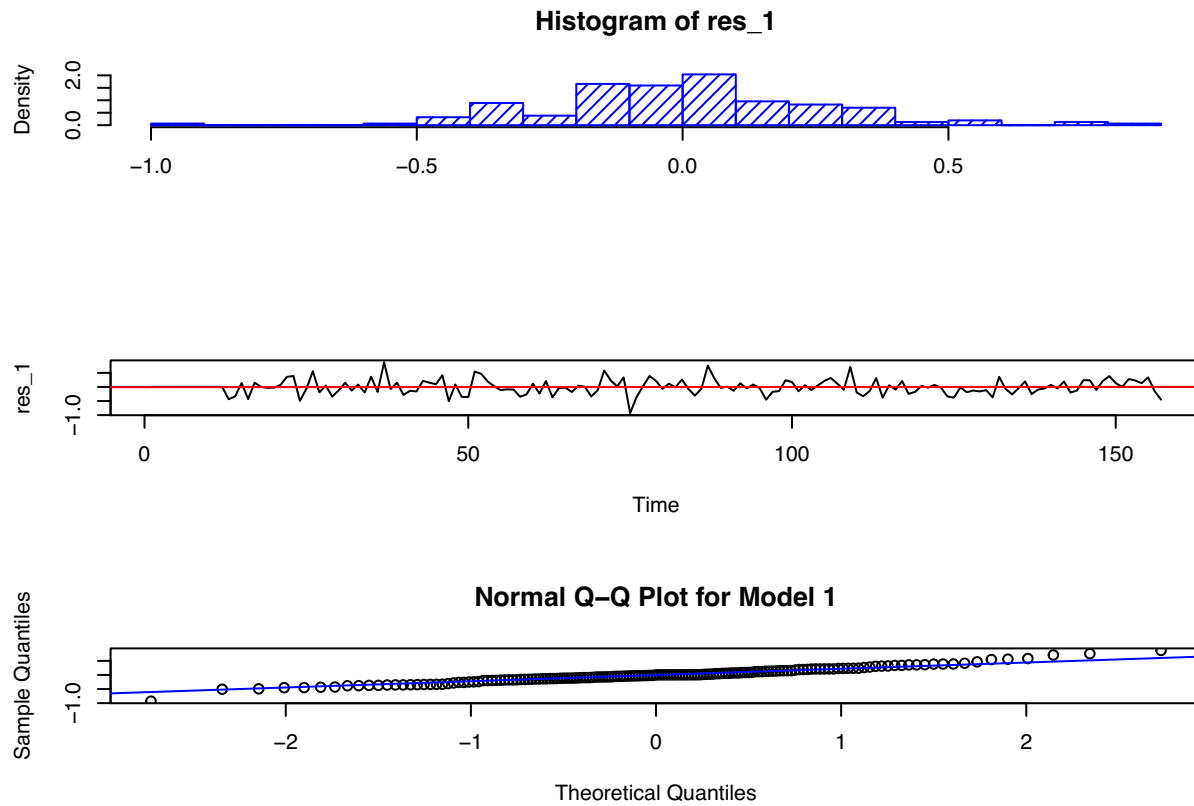 Histogram of res_1
Density
0.0 2.0
−1.0 −0.5 0.0 0.5
res_1
−1.0
0 50 100 150
Time
Normal Q−Q Plot for Model 1
Sample Quantiles
−1.0
−2 −1 0 1 2
Theoretical Quantiles